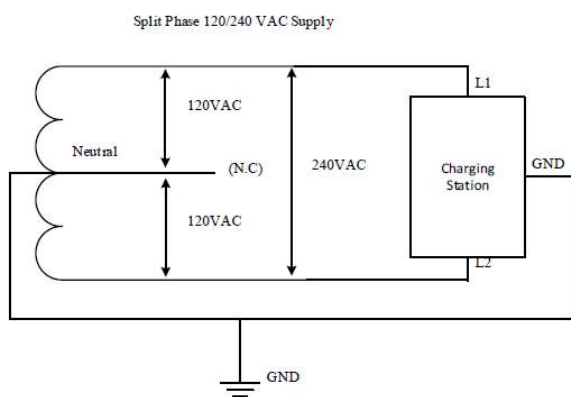 Split Phase 120/240 VAC Supply
L1
120VAC
Neutral
(N.C)
240VAC
Charging
Station
GND
120VAC
L2
GND